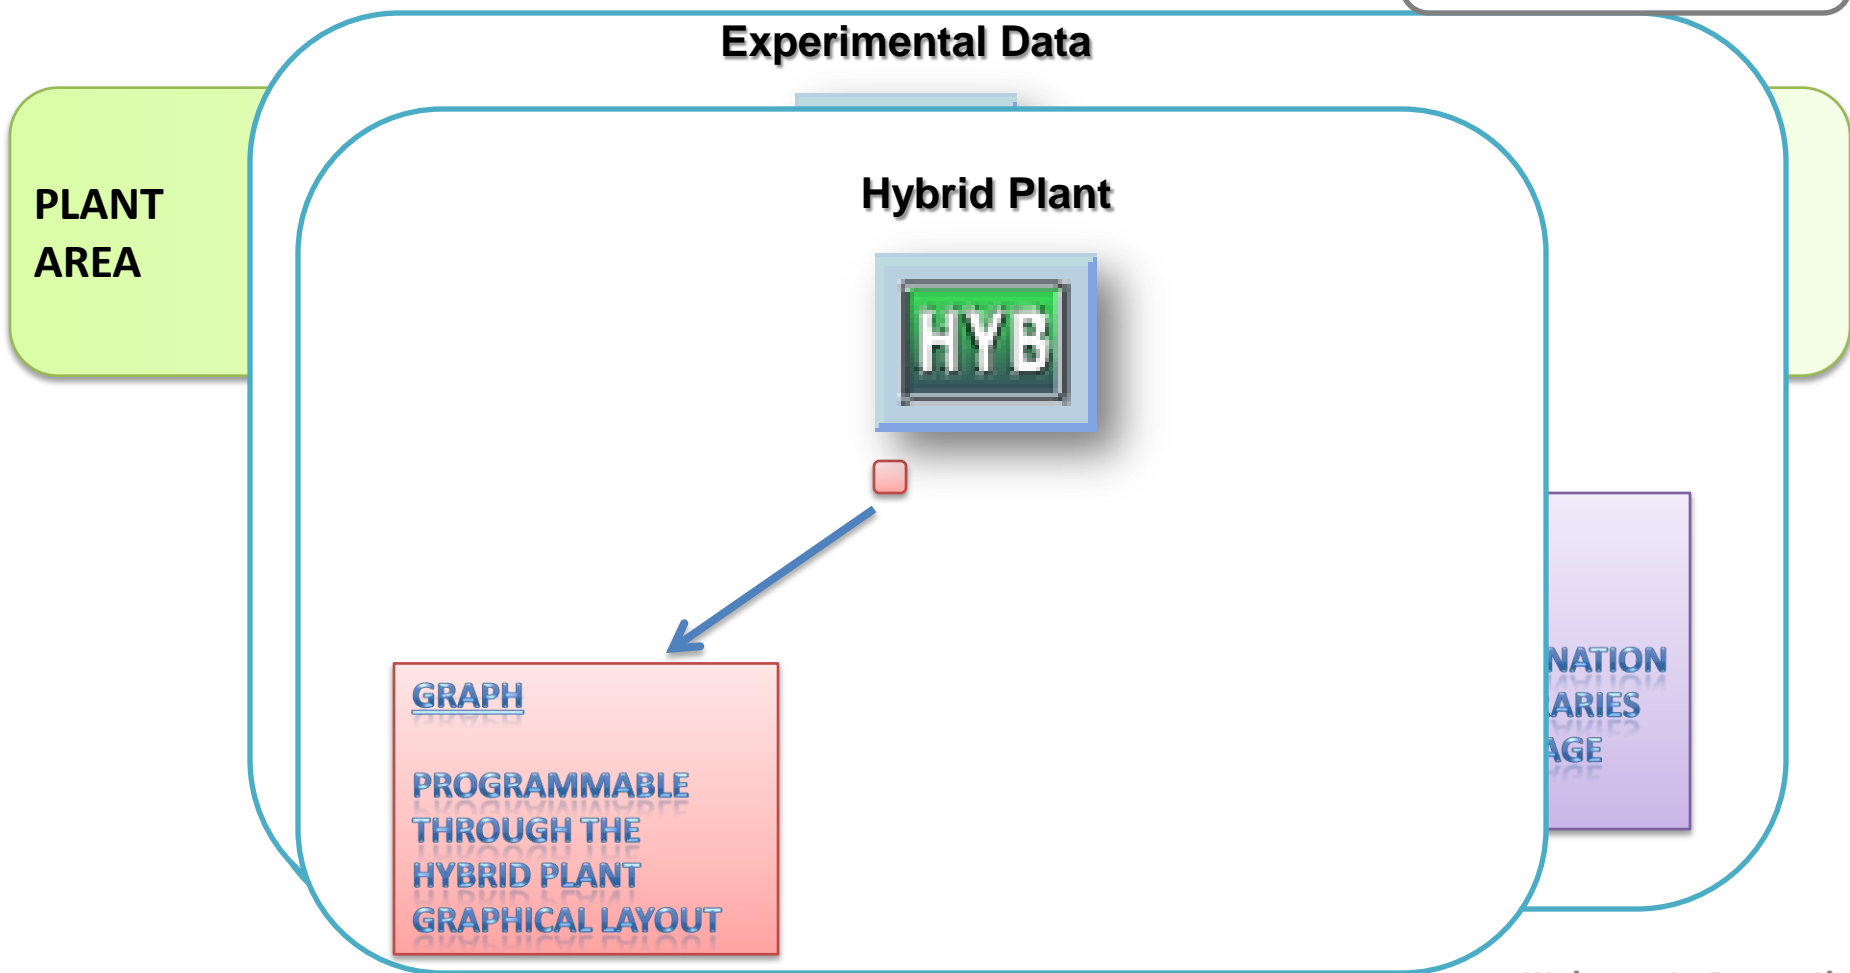 Experimental Data
PLANT
AREA
Hybrid Plant
HYB
GRAPH
PROGRAMMABLE
THROUGH THE
HYBRID PLANT
GRAPHICAL LAYOUT
NATION
ARIES
AGE